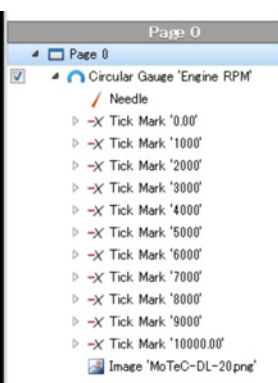 Page 0
Page 0
Circular Gauge 'Engine RPM'
Needle
Tick Mark '0.00'
Tick Mark '1000'
Tick Mark '2000'
Tick Mark '3000'
Tick Mark '4000'
Tick Mark '5000'
Tick Mark '6000'
Tick Mark '7000'
Tick Mark '8000'
Tick Mark '9000'
Tick Mark '10000.00'
Image 'MoTeC-DL-20.png'